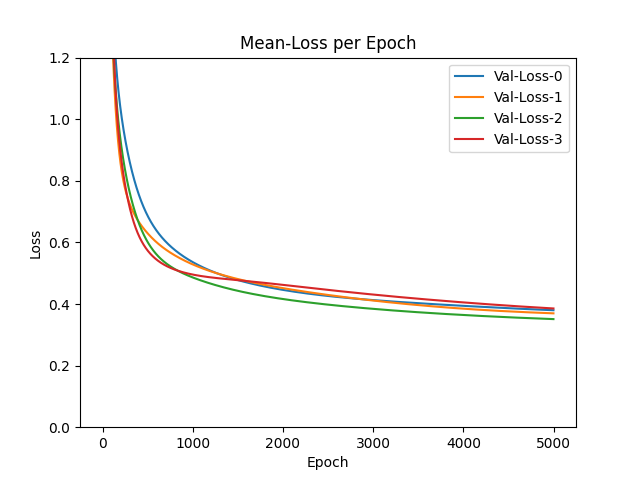 Mean-Loss per Epoch
1.2
1.0
0.8
0.6
0.4
0.2
0.0
Loss
Val-Loss-0
Val-Loss-1
Val-Loss-2
Val-Loss-3
0 1000 2000 3000 4000 5000
Epoch